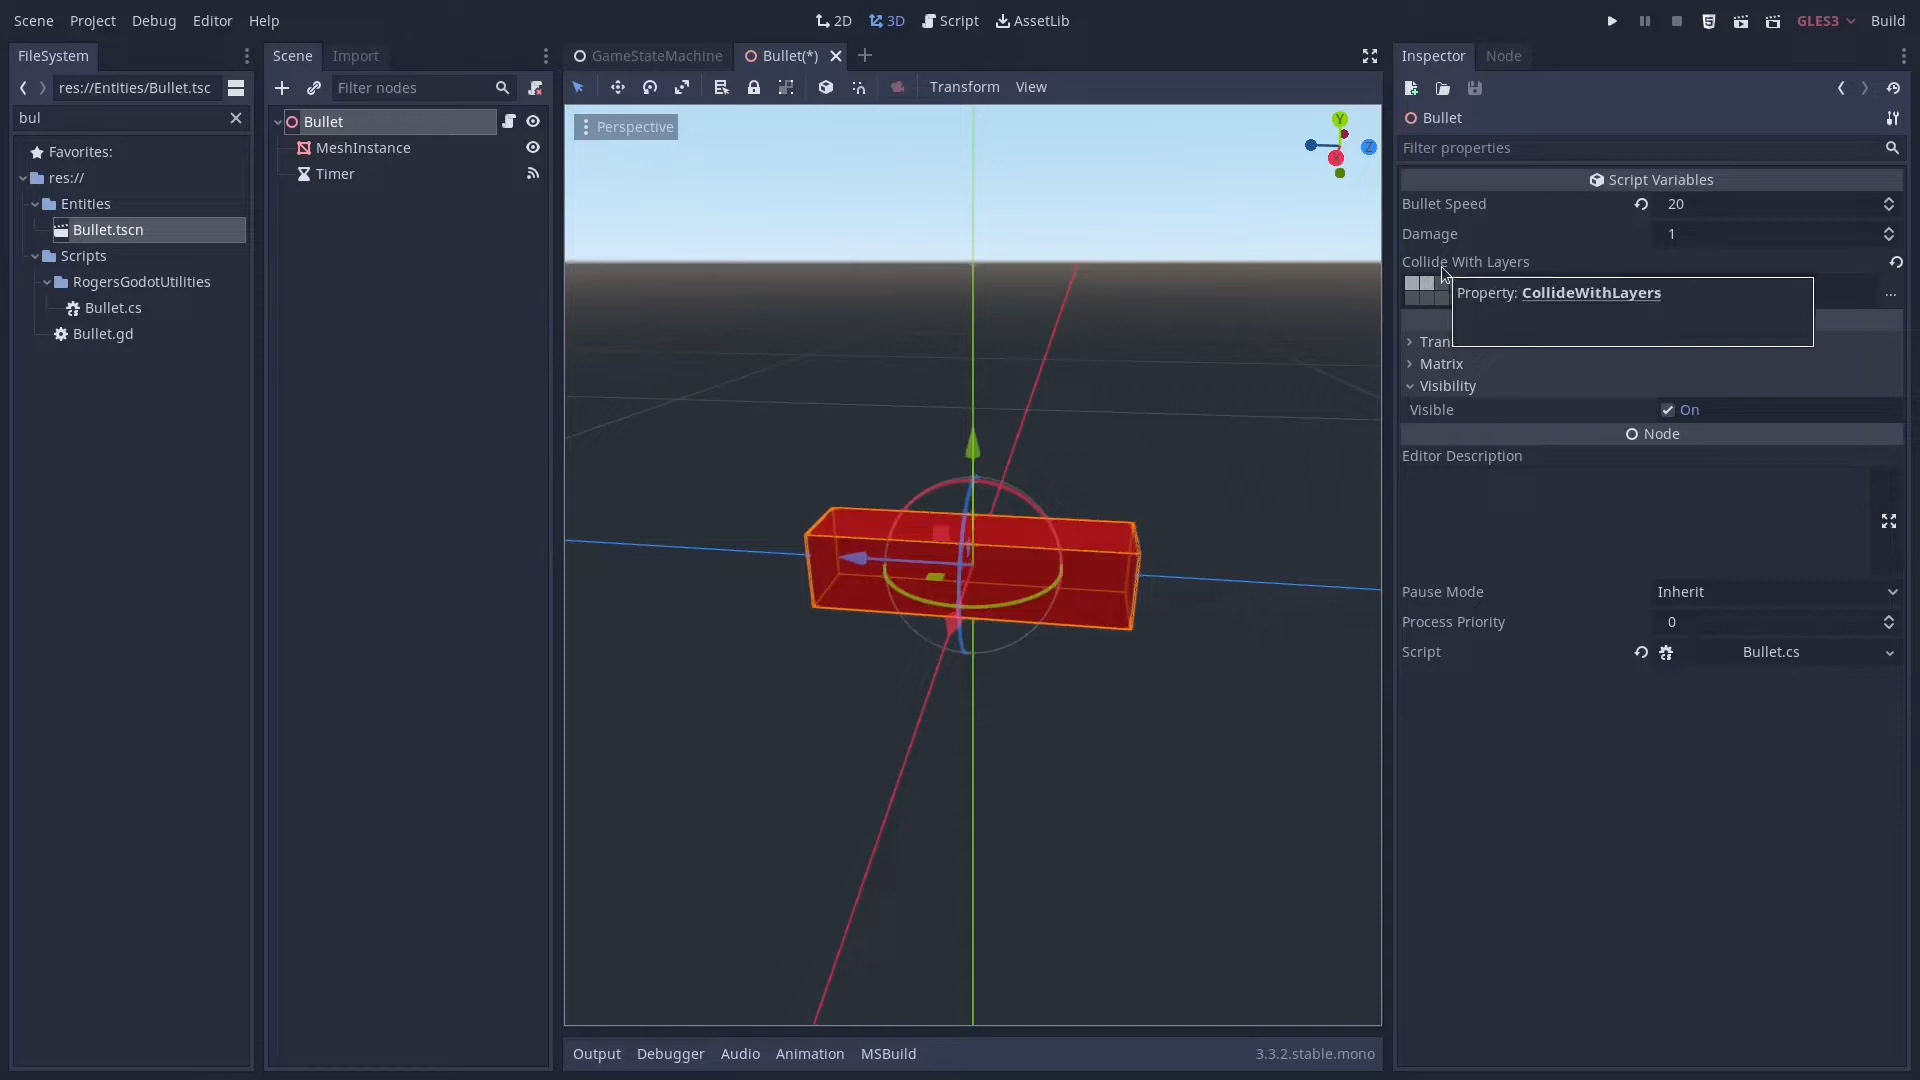 Scene Project Debug Editor Help
2D 3D Script AssetLib
GLES3 Build
FileSystem
res://Entities/Bullet.tsc
bul
Favorites:
res://
Entities
Bullet.tscn
Scripts
RogersGodotUtilities
Bullet.cs
Bullet.gd
Scene Import
Filter nodes
Bullet
MeshInstance
Timer
GameStateMachine Bullet(*)
Transform View
Perspective
Y
Z
X
Output Debugger Audio Animation MSBuild 3.3.2.stable.mono
Inspector Node
Bullet
Filter properties
Script Variables
Bullet Speed 20
Damage 1
Collide With Layers
Property: CollideWithLayers
...
Tran
Matrix
Visibility
Visible On
Node
Editor Description
Pause Mode Inherit
Process Priority 0
Script Bullet.cs